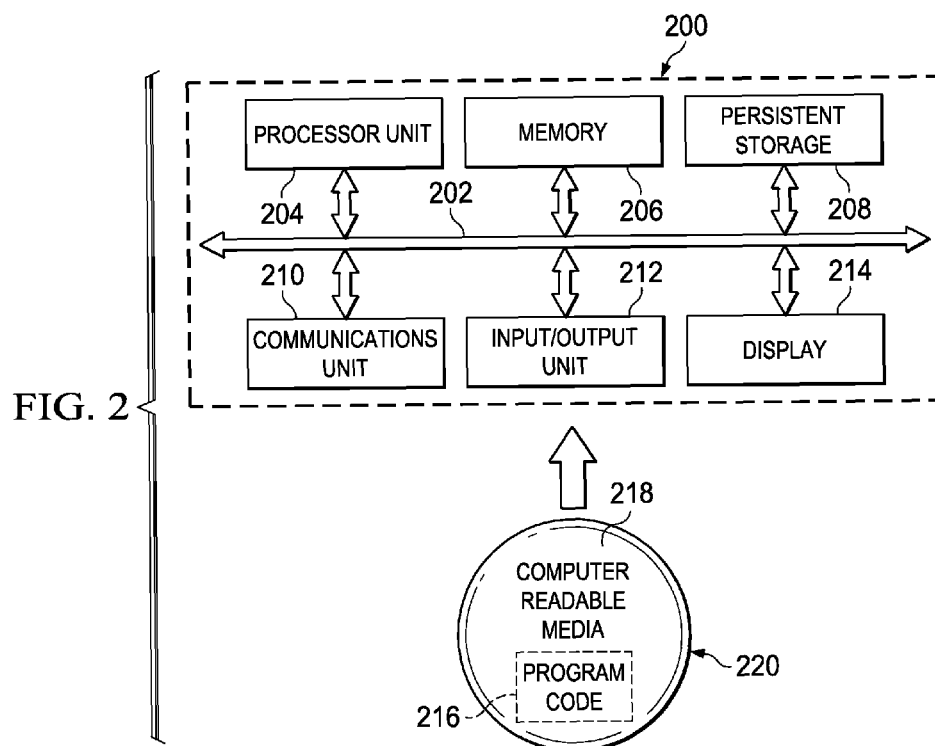 200
PROCESSOR UNIT
MEMORY
PERSISTENT
STORAGE
204
202
206
208
210
212
214
COMMUNICATIONS
UNIT
INPUT/OUTPUT
UNIT
DISPLAY
FIG. 2
218
COMPUTER
READABLE
MEDIA
220
PROGRAM
CODE
216